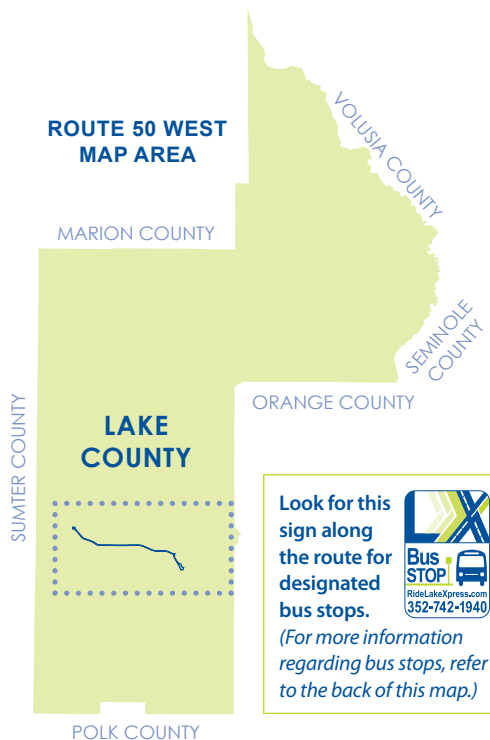 ROUTE 50 WEST
MAP AREA
VOLUSIA COUNTY
MARION COUNTY
SEMINOLE
COUNTY
ORANGE COUNTY
SUMTER COUNTY
LAKE
COUNTY
Look for this
sign along
the route for
designated
bus stops.
(For more information
regarding bus stops, refer
to the back of this map.)
LX
Bus
STOP
RideLakeXpress.com
352-742-1940
POLK COUNTY